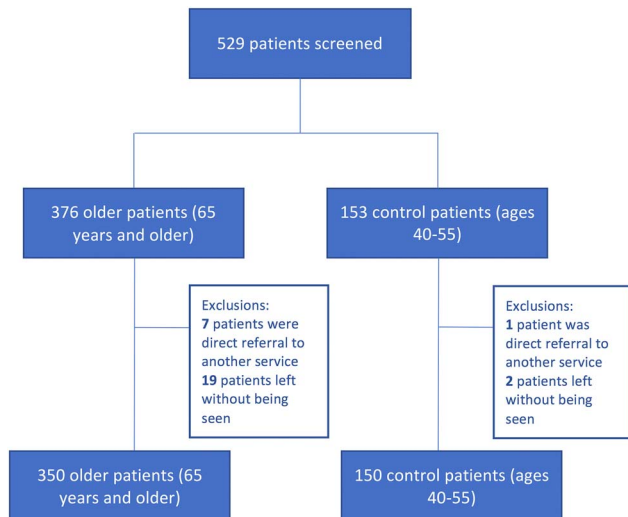 529 patients screened
376 older patients (65
years and older)
153 control patients (ages
40-55)
Exclusions:
7 patients were
direct referral to
another service
19 patients left
without being
seen
Exclusions:
1 patient was
direct referral to
another service
2 patients left
without being
seen
350 older patients (65
years and older)
150 control patients (ages
40-55)